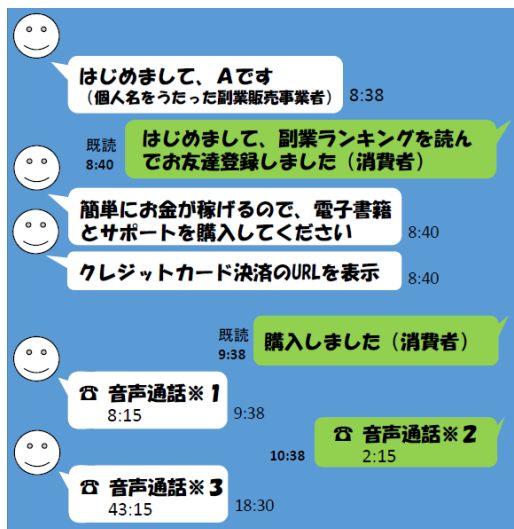 はじめまして、Aです
（個人名をうたった副業販売事業者）
8:38
はじめまして、副業ランキングを読ん
でお友達登録しました（消費者）
既読
8:40
簡単にお金が稼げるので、電子書籍
とサポートを購入してください
8:40
クレジットカード決済のURLを表示
8:40
購入しました（消費者）
既読
9:38
☎ 音声通話※1
8:15
9:38
☎ 音声通話※2
2:15
10:38
☎ 音声通話※3
43:15
18:30